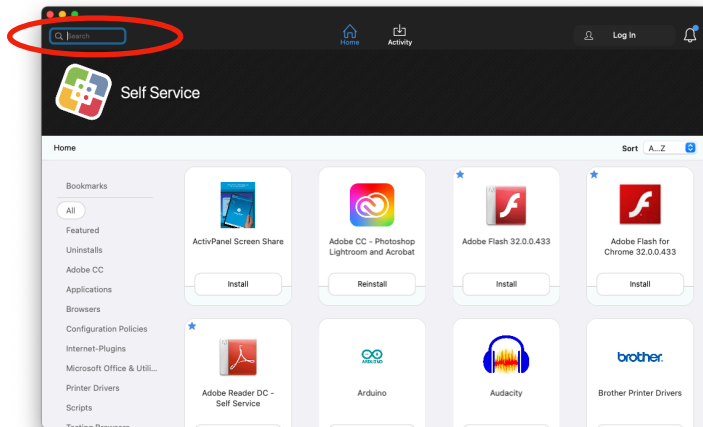 Search
Home
Activity
Log In
Self Service
Home
Sort A...Z
Bookmarks
All
Featured
Uninstalls
Adobe CC
Applications
Browsers
Configuration Policies
Internet-Plugins
Microsoft Office & Utili...
Printer Drivers
Scripts
Testing Browsers
ActivPanel Screen Share
Install
Adobe CC - Photoshop
Lightroom and Acrobat
Reinstall
Adobe Flash 32.0.0.433
Install
Adobe Flash for
Chrome 32.0.0.433
Install
Adobe Reader DC -
Self Service
ARDUINO
Arduino
Audacity
brother.
Brother Printer Drivers